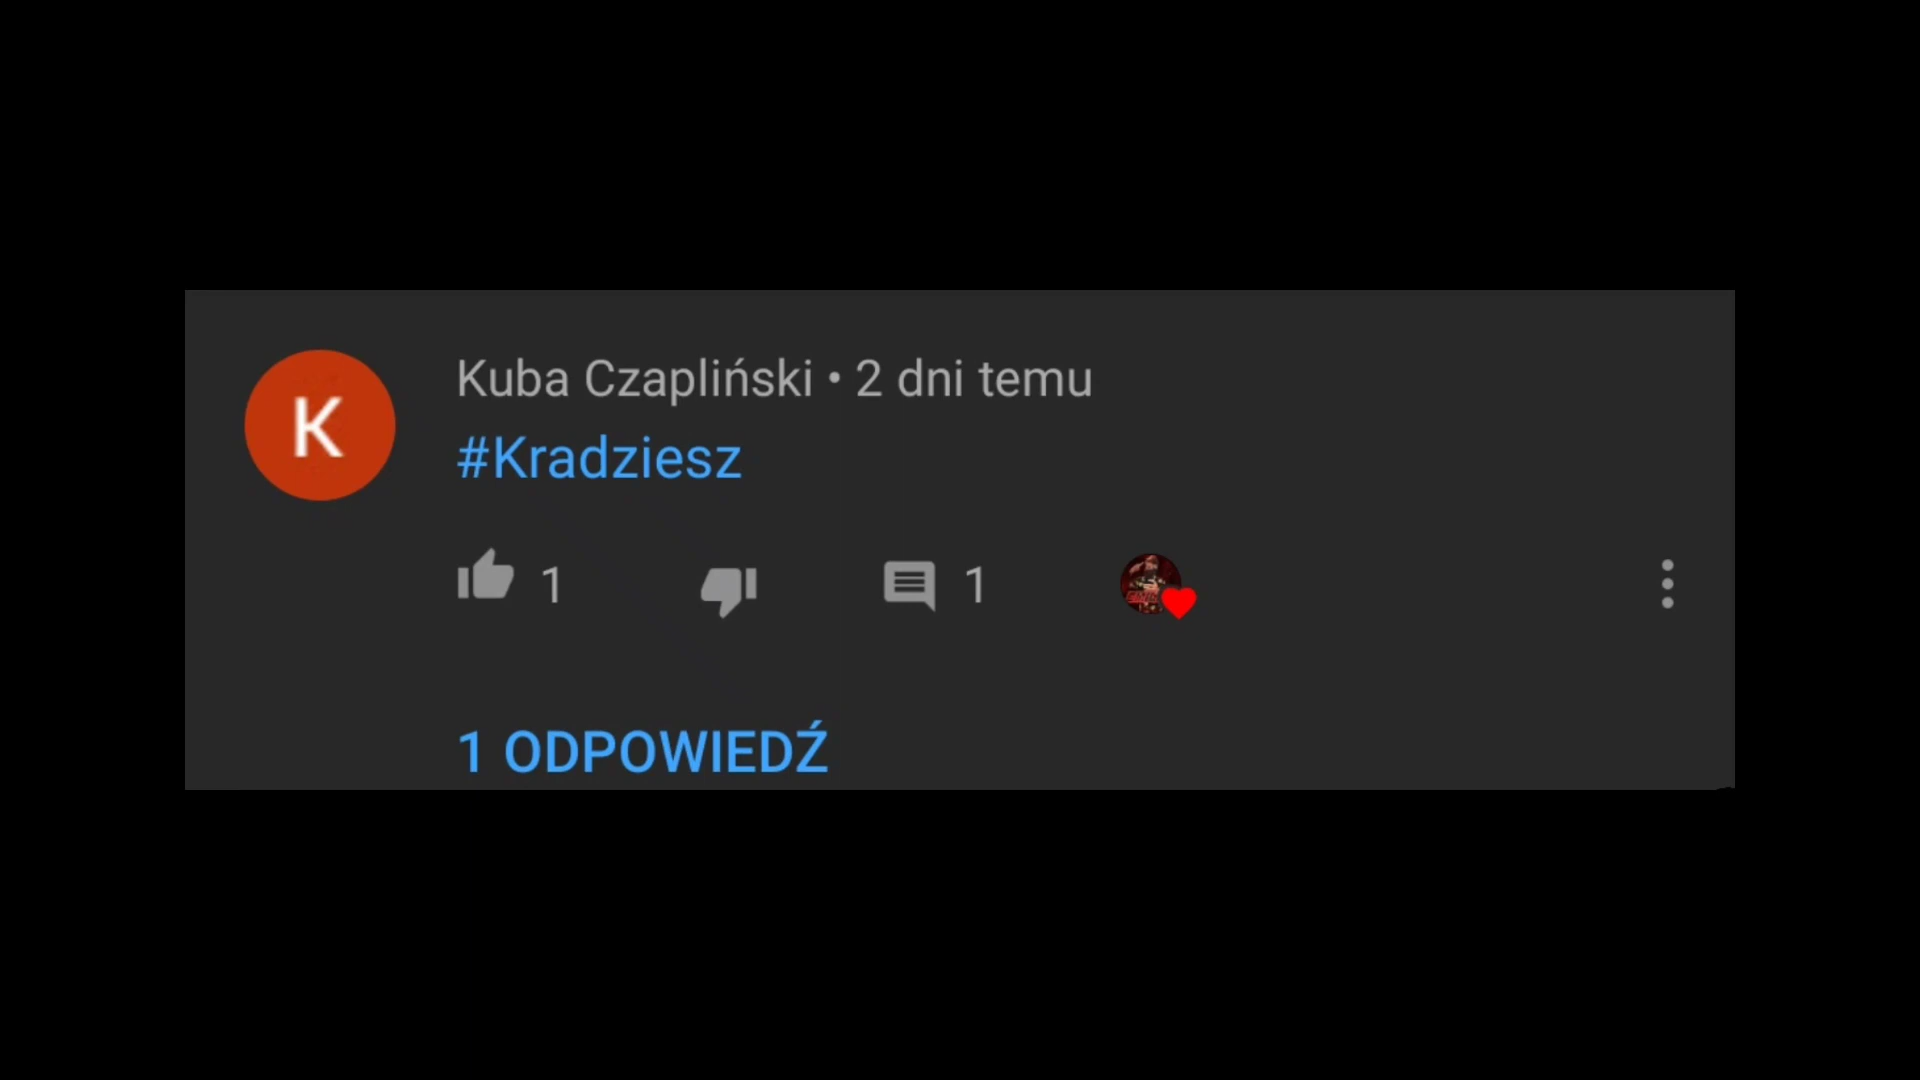 K
Kuba Czapliński • 2 dni temu
#Kradziesz
1 1
1 ODPOWIEDŹ